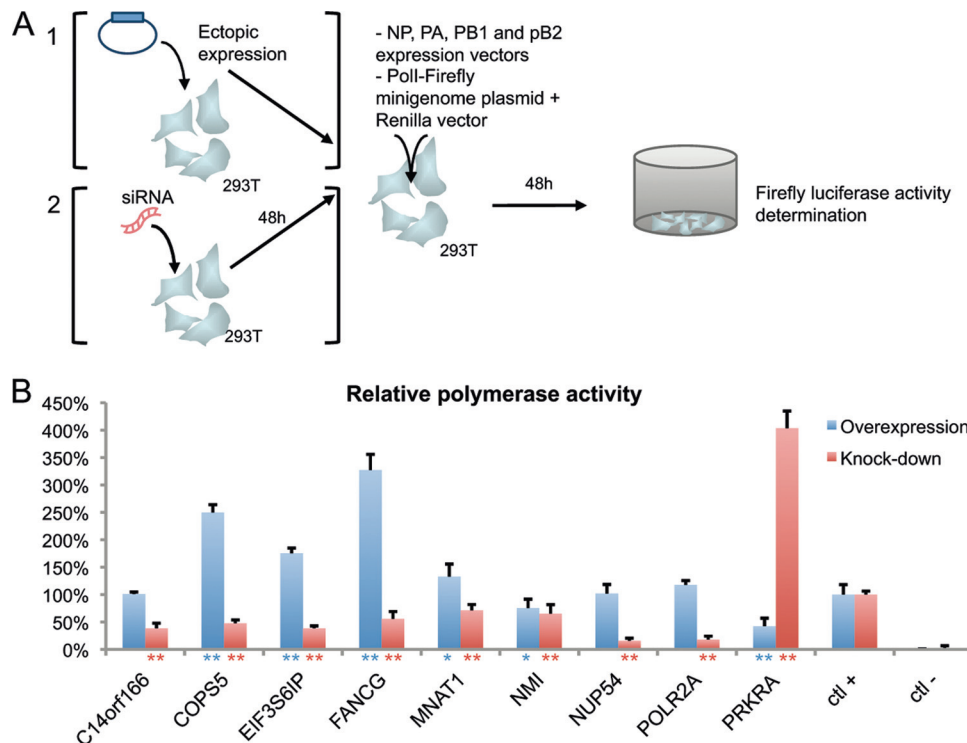 A
1
Ectopic
expression
293T
2
siRNA
48h
293T
- NP, PA, PB1 and pB2
expression vectors
- PolI-Firefly
minigenome plasmid +
Renilla vector
293T
48h
Firefly luciferase activity
determination
B
Relative polymerase activity
450%
400%
350%
300%
250%
200%
150%
100%
50%
0%
Overexpression
Knock-down
**
** **
** **
** **
* **
* **
**
**
** **
C14orf166
COPS5
EIF3S6IP
FANCG
MNAT1
NMI
NUP54
POLR2A
PRKRA
ctl +
ctl -